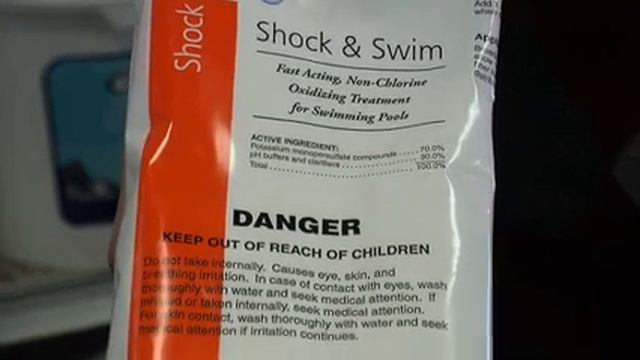 Shock
Shock & Swim
Fast Acting, Non-Chlorine
Oxidizing Treatment
for Swimming Pools
ACTIVE INGREDIENT:
Potassium monopersulfate compounds ..... 70.0%
pH buffers and clarifiers ..... 30.0%
Total ..... 100.0%
DANGER
KEEP OUT OF REACH OF CHILDREN
Do not take internally. Causes eye, skin, and
breathing irritation. In case of contact with eyes, wash
thoroughly with water and seek medical attention. If
inhaled or taken internally, seek medical attention.
For skin contact, wash thoroughly with water and seek
medical attention if irritation continues.